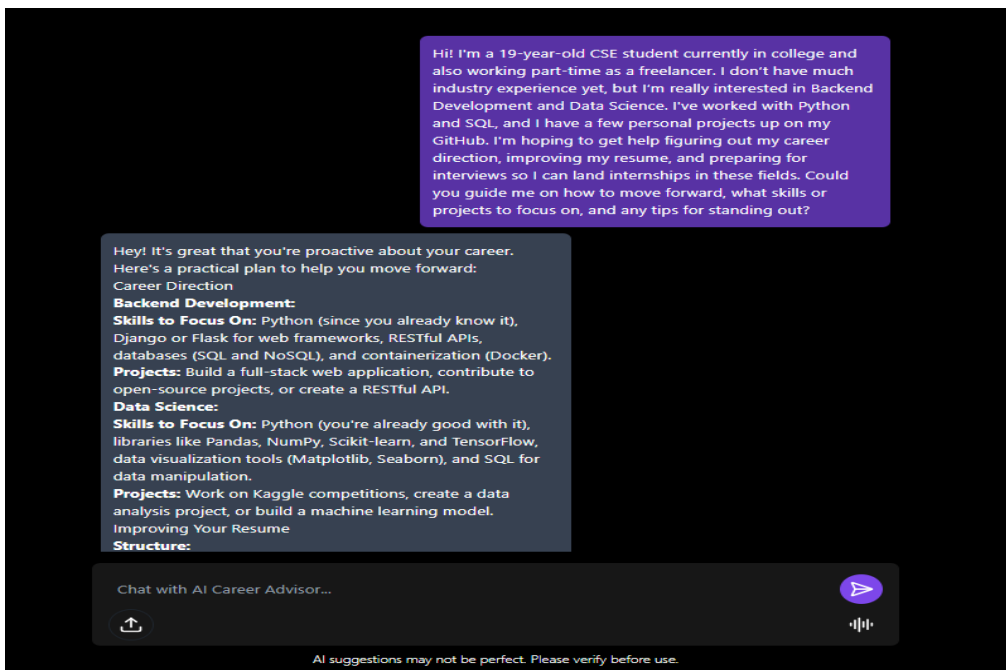 Hi! I'm a 19-year-old CSE student currently in college and
also working part-time as a freelancer. I don't have much
industry experience yet, but I'm really interested in Backend
Development and Data Science. I've worked with Python
and SQL, and I have a few personal projects up on my
GitHub. I'm hoping to get help figuring out my career
direction, improving my resume, and preparing for
interviews so I can land internships in these fields. Could
you guide me on how to move forward, what skills or
projects to focus on, and any tips for standing out?
Hey! It's great that you're proactive about your career.
Here's a practical plan to help you move forward:
Career Direction
Backend Development:
Skills to Focus On: Python (since you already know it),
Django or Flask for web frameworks, RESTful APIs,
databases (SQL and NoSQL), and containerization (Docker).
Projects: Build a full-stack web application, contribute to
open-source projects, or create a RESTful API.
Data Science:
Skills to Focus On: Python (you're already good with it),
libraries like Pandas, NumPy, Scikit-learn, and TensorFlow,
data visualization tools (Matplotlib, Seaborn), and SQL for
data manipulation.
Projects: Work on Kaggle competitions, create a data
analysis project, or build a machine learning model.
Improving Your Resume
Structure:
Chat with AI Career Advisor...
AI suggestions may not be perfect. Please verify before use.